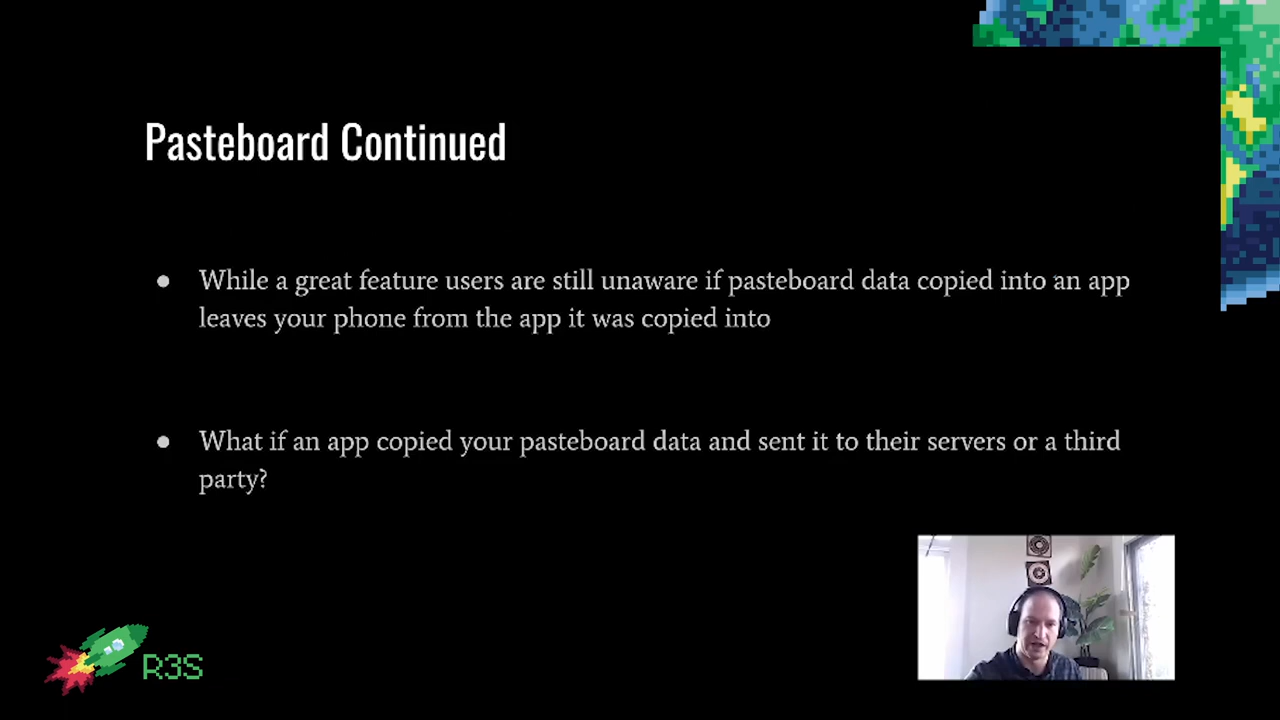 Pasteboard Continued
● While a great feature users are still unaware if pasteboard data copied into an app
leaves your phone from the app it was copied into
● What if an app copied your pasteboard data and sent it to their servers or a third
party?
R3S